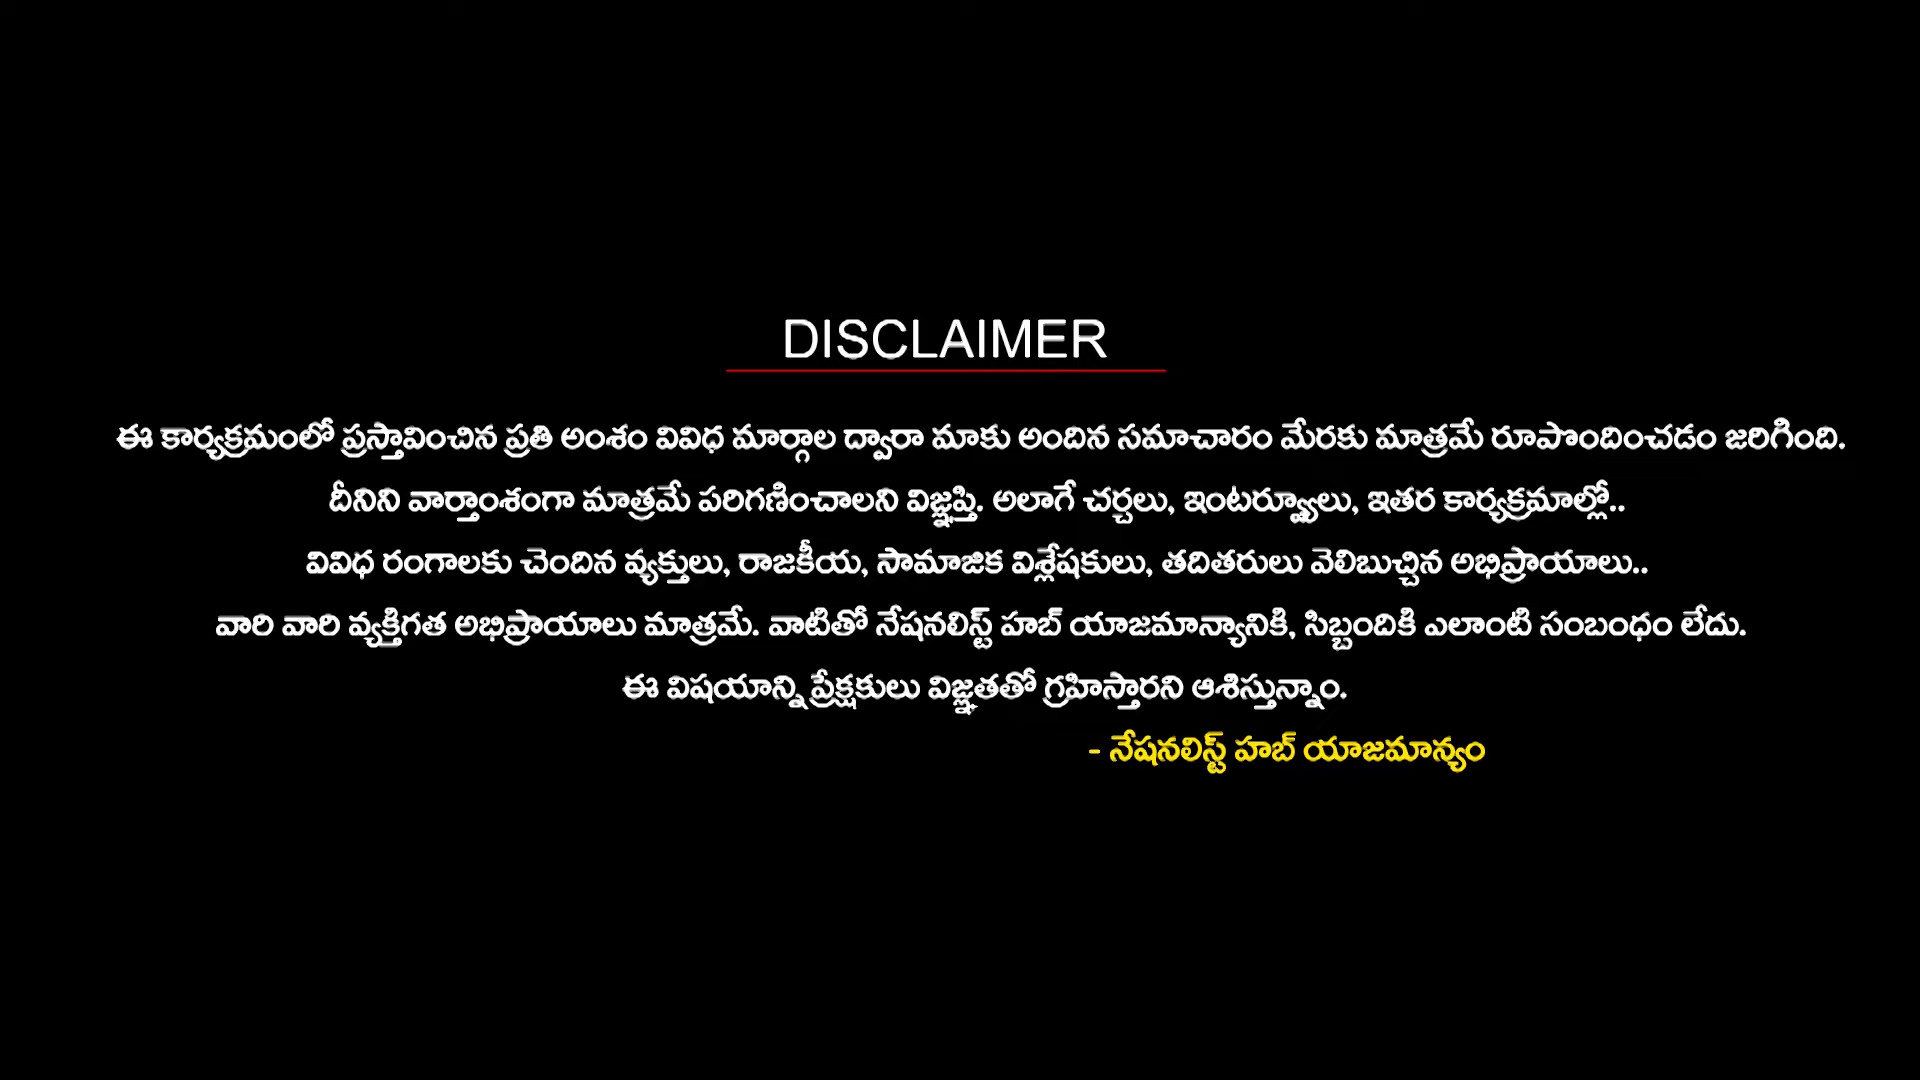 DISCLAIMER
ఈ కార్యక్రమంలో ప్రస్తావించిన ప్రతి అంశం వివిధ మార్గాల ద్వారా మాకు అందిన సమాచారం మేరకు మాత్రమే రూపొందించడం జరిగింది.
దీనిని వార్తాంశంగా మాత్రమే పరిగణించాలని విజ్ఞప్తి. అలాగే చర్చలు, ఇంటర్వ్యూలు, ఇతర కార్యక్రమాల్లో..
వివిధ రంగాలకు చెందిన వ్యక్తులు, రాజకీయ, సామాజిక విశ్లేషకులు, తదితరులు వెలిబుచ్చిన అభిప్రాయాలు..
వారి వారి వ్యక్తిగత అభిప్రాయాలు మాత్రమే. వాటితో నేషనలిస్ట్ హబ్ యాజమాన్యానికి, సిబ్బందికి ఎలాంటి సంబంధం లేదు.
ఈ విషయాన్ని ప్రేక్షకులు విజ్ఞతతో గ్రహిస్తారని ఆశిస్తున్నాం.
- నేషనలిస్ట్ హబ్ యాజమాన్యం